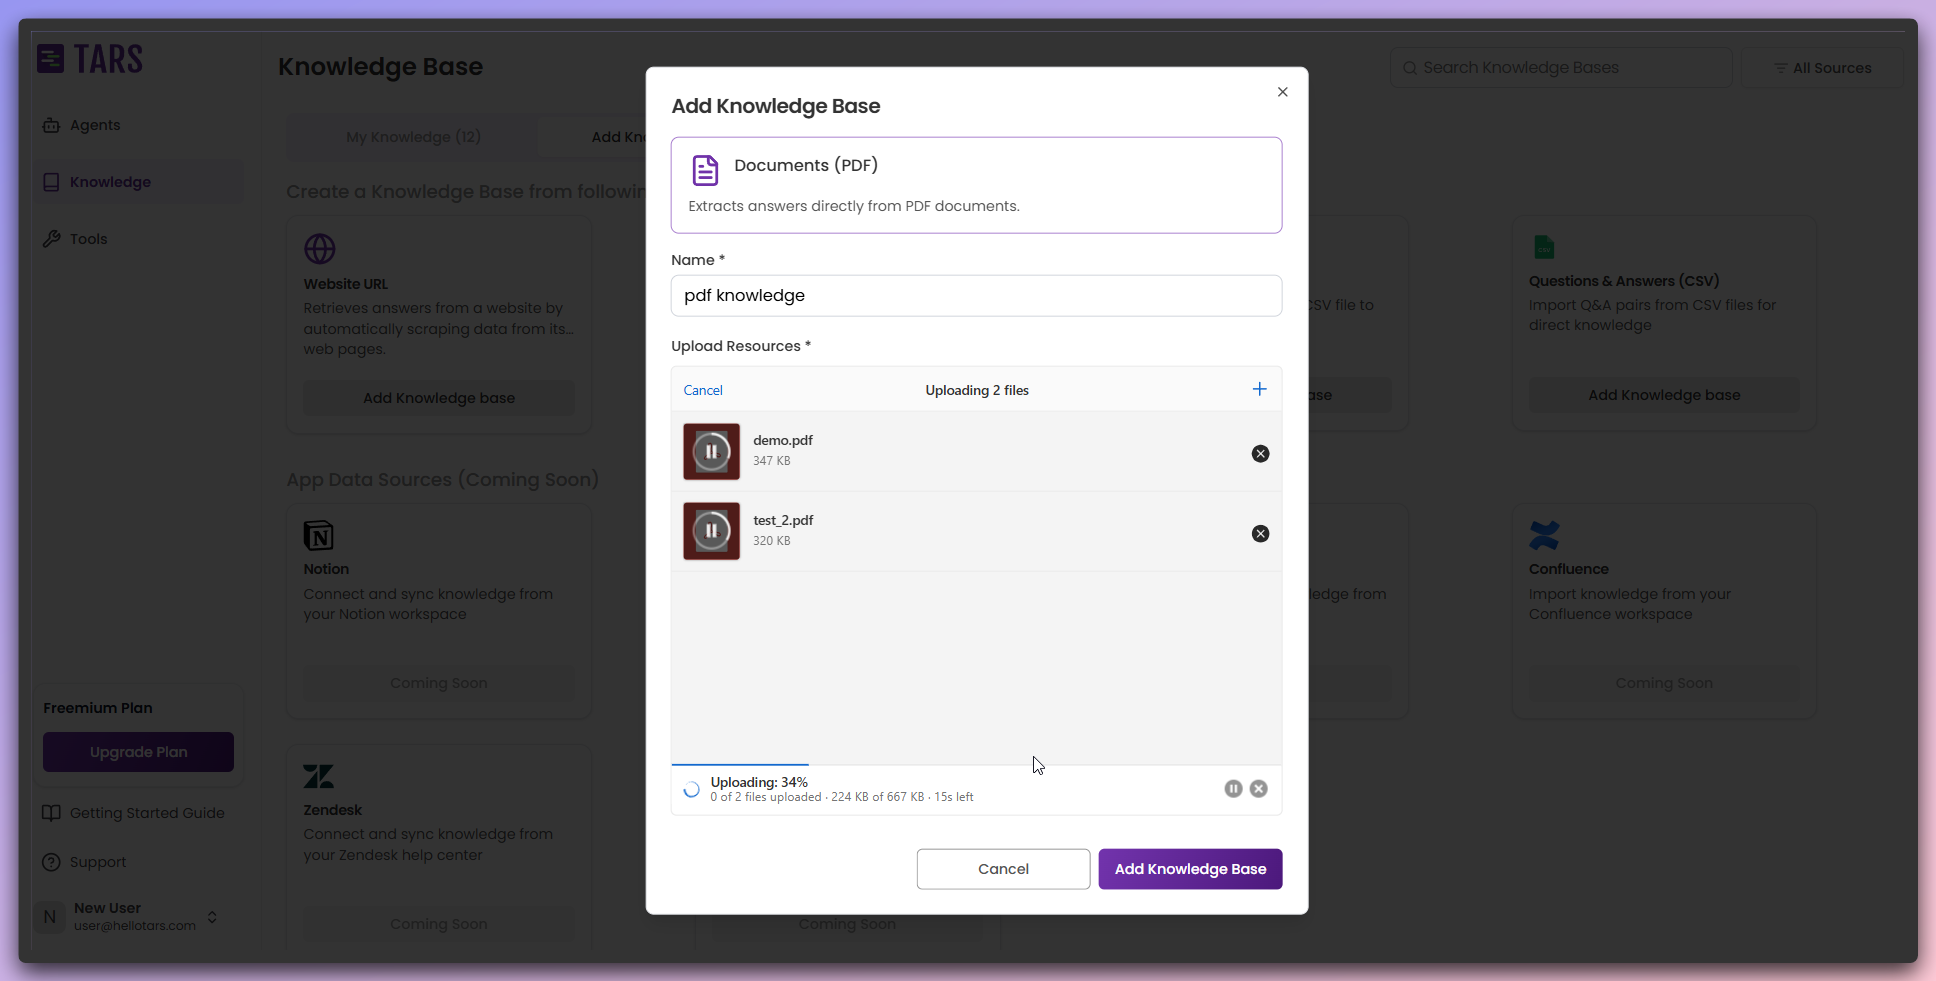 TARS
Agents
Knowledge
Tools
Freemium Plan
Upgrade Plan
Getting Started Guide
Support
N
New User
user@hellotars.com
Knowledge Base
Search Knowledge Bases
All Sources
My Knowledge (12)
Add Kn
Create a Knowledge Base from followin
Website URL
Retrieves answers from a website by
automatically scraping data from its...
web pages.
Add Knowledge base
CSV file to
ase
CSV
Questions & Answers (CSV)
Import Q&A pairs from CSV files for
direct knowledge
Add Knowledge base
App Data Sources (Coming Soon)
Notion
Connect and sync knowledge from
your Notion workspace
Coming Soon
ledge from
Confluence
Import knowledge from your
Confluence workspace
Coming Soon
Zendesk
Connect and sync knowledge from
your Zendesk help center
Coming Soon
Coming Soon
Add Knowledge Base
Documents (PDF)
Extracts answers directly from PDF documents.
Name *
pdf knowledge
Upload Resources *
Cancel
Uploading 2 files
demo.pdf
347 KB
test_2.pdf
320 KB
Uploading: 34%
0 of 2 files uploaded · 224 KB of 667 KB · 15s left
Cancel
Add Knowledge Base